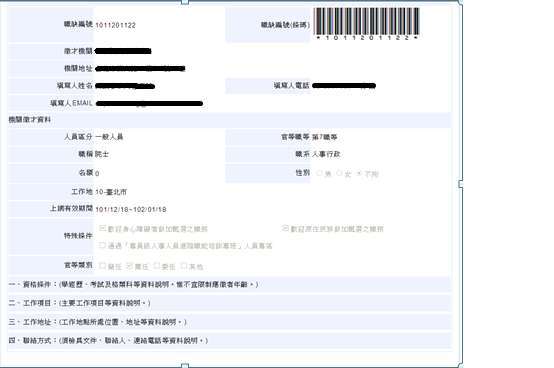 職缺編號 1011201122 職缺編號(條碼) *1011201122*
徵才機關
機關地址
填寫人姓名 填寫人電話
填寫人EMAIL
機關徵才資料
人員區分 一般人員 官等職等 第7職等
職稱 院士 職系 人事行政
名額 0 性別 男 女 不拘
工作地 10-臺北市
上網有效期間 101/12/18~102/01/18
特殊條件 歡迎身心障礙者參加甄選之職務 歡迎原住民族參加甄選之職務
通過「專員級人事人員進階職能培訓專班」人員專區
官等類別 簡任 薦任 委任 其他
一、資格條件：(學經歷、考試及格類科等資料說明。惟不宜限制應徵者年齡。)
二、工作項目：(主要工作項目等資料說明。)
三、工作地址：(工作地點所處位置、地址等資料說明。)
四、聯絡方式：(須檢具文件、聯絡人、連絡電話等資料說明。)